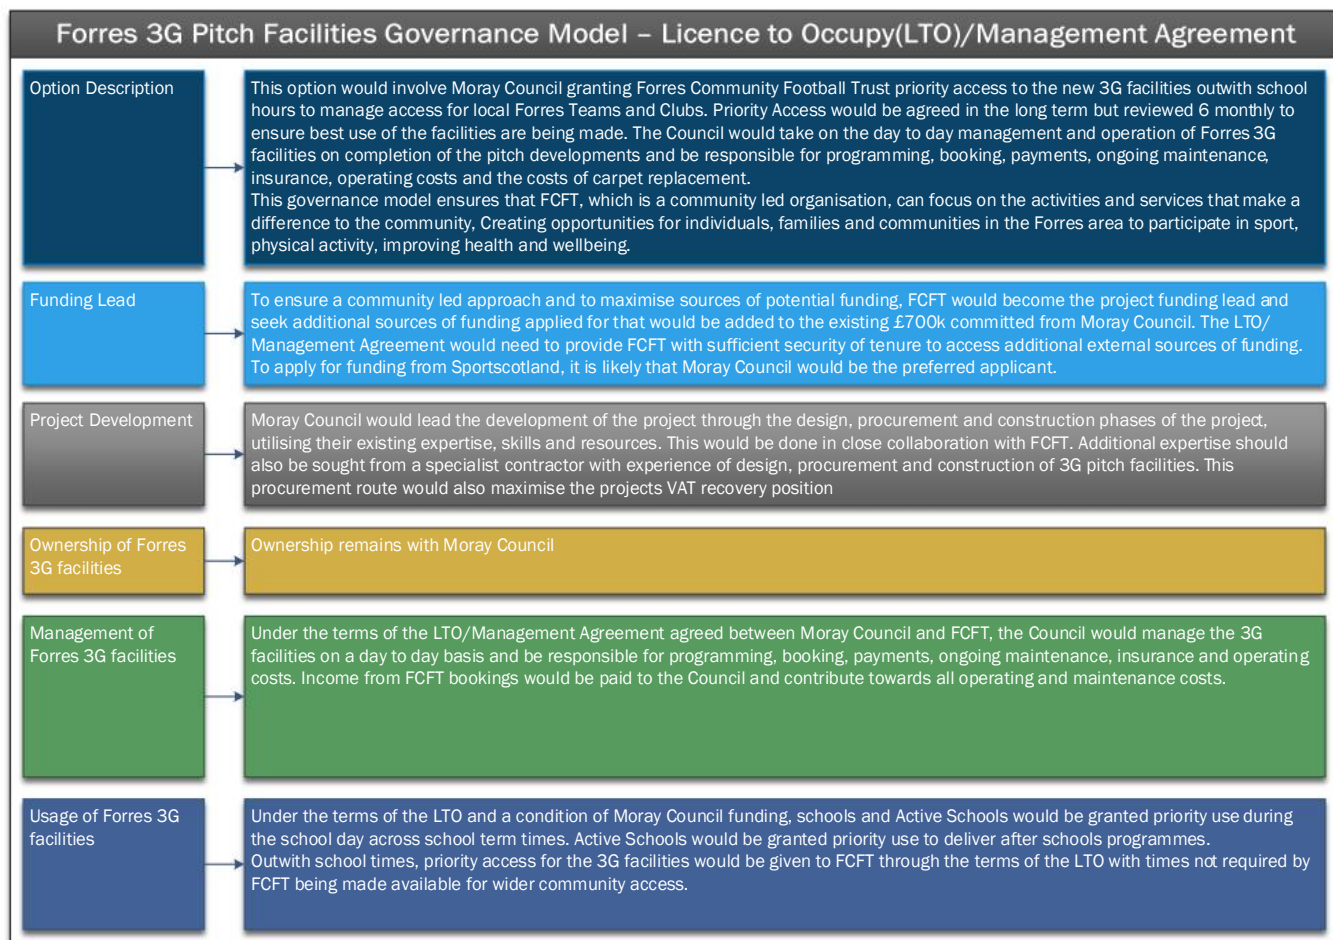 Forres 3G Pitch Facilities Governance Model – Licence to Occupy(LTO)/Management Agreement
Option Description
This option would involve Moray Council granting Forres Community Football Trust priority access to the new 3G facilities outwith school
hours to manage access for local Forres Teams and Clubs. Priority Access would be agreed in the long term but reviewed 6 monthly to
ensure best use of the facilities are being made. The Council would take on the day to day management and operation of Forres 3G
facilities on completion of the pitch developments and be responsible for programming, booking, payments, ongoing maintenance,
insurance, operating costs and the costs of carpet replacement.
This governance model ensures that FCFT, which is a community led organisation, can focus on the activities and services that make a
difference to the community, Creating opportunities for individuals, families and communities in the Forres area to participate in sport,
physical activity, improving health and wellbeing.
Funding Lead
To ensure a community led approach and to maximise sources of potential funding, FCFT would become the project funding lead and
seek additional sources of funding applied for that would be added to the existing £700k committed from Moray Council. The LTO/
Management Agreement would need to provide FCFT with sufficient security of tenure to access additional external sources of funding.
To apply for funding from Sportscotland, it is likely that Moray Council would be the preferred applicant.
Project Development
Moray Council would lead the development of the project through the design, procurement and construction phases of the project,
utilising their existing expertise, skills and resources. This would be done in close collaboration with FCFT. Additional expertise should
also be sought from a specialist contractor with experience of design, procurement and construction of 3G pitch facilities. This
procurement route would also maximise the projects VAT recovery position
Ownership of Forres
3G facilities
Ownership remains with Moray Council
Management of
Forres 3G facilities
Under the terms of the LTO/Management Agreement agreed between Moray Council and FCFT, the Council would manage the 3G
facilities on a day to day basis and be responsible for programming, booking, payments, ongoing maintenance, insurance and operating
costs. Income from FCFT bookings would be paid to the Council and contribute towards all operating and maintenance costs.
Usage of Forres 3G
facilities
Under the terms of the LTO and a condition of Moray Council funding, schools and Active Schools would be granted priority use during
the school day across school term times. Active Schools would be granted priority use to deliver after schools programmes.
Outwith school times, priority access for the 3G facilities would be given to FCFT through the terms of the LTO with times not required by
FCFT being made available for wider community access.